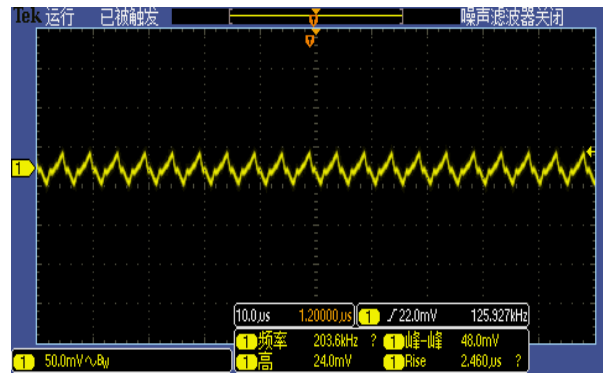 Tek 运行 已被触发 噪声滤波器关闭
T
1
10.0μs 1.20000μs 1 22.0mV 125.927kHz
1 频率 203.6kHz ? 1 峰-峰 48.0mV
1 50.0mV BW 1 高 24.0mV 1 Rise 2.460μs ?